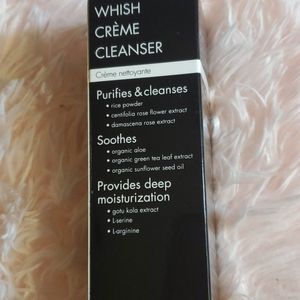 WHISH
CRÈME
CLEANSER
Crème nettoyante
Purifies & cleanses
• rice powder
• centifolia rose flower extract
• damascena rose extract
Soothes
• organic aloe
• organic green tea leaf extract
• organic sunflower seed oil
Provides deep
moisturization
• gotu kola extract
• L-serine
• L-arginine